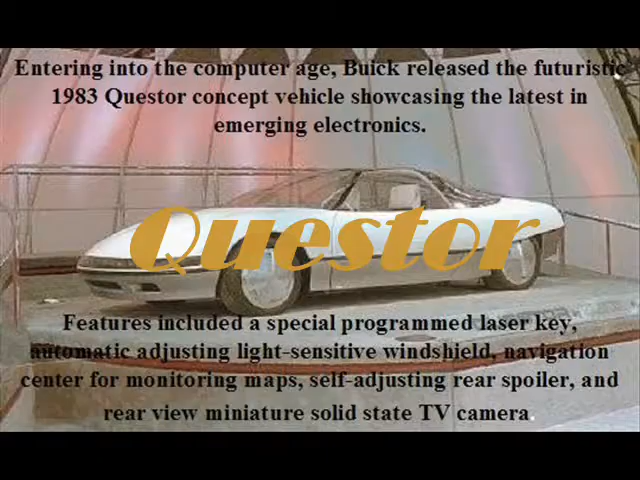 Entering into the computer age, Buick released the futuristic
1983 Questor concept vehicle showcasing the latest in
emerging electronics.
Questor
Features included a special programmed laser key,
automatic adjusting light-sensitive windshield, navigation
center for monitoring maps, self-adjusting rear spoiler, and
rear view miniature solid state TV camera.